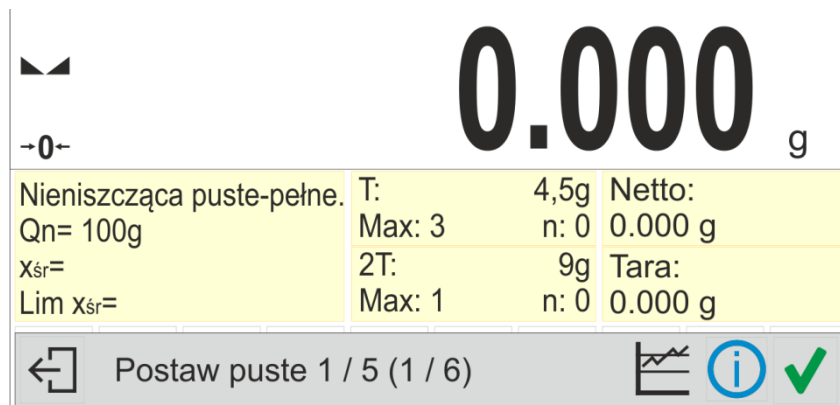 0.000 g
→0←
Nieniszcząca puste-pełne.
Qn= 100g
xśr=
Lim xśr=
T: 4,5g
Max: 3 n: 0
2T: 9g
Max: 1 n: 0
Netto:
0.000 g
Tara:
0.000 g
Postaw puste 1 / 5 (1 / 6)